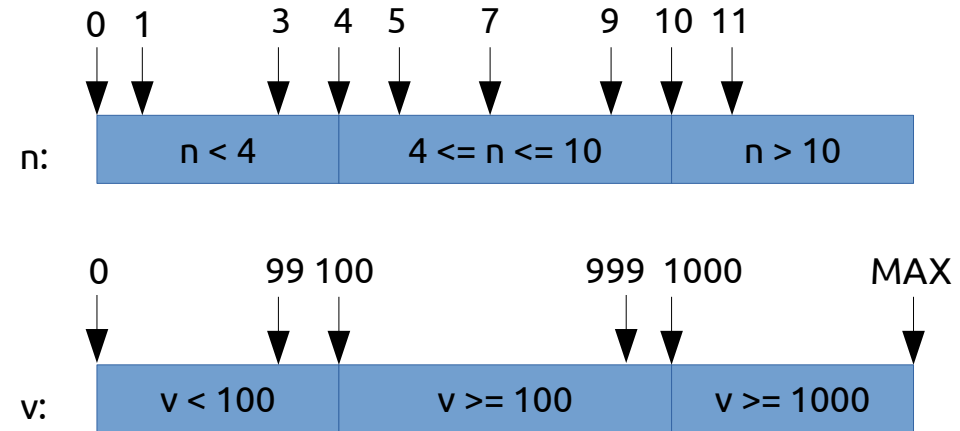 0 1 3 4 5 7 9 10 11
n: n < 4 4 <= n <= 10 n > 10
0 99 100 999 1000 MAX
v: v < 100 v >= 100 v >= 1000